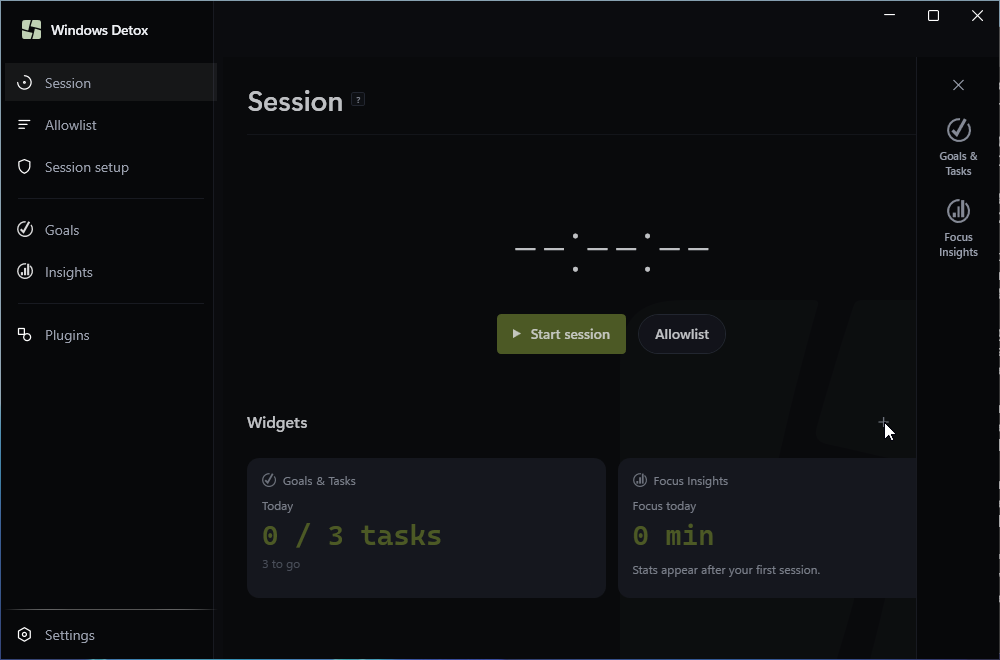 Windows Detox
Session
Allowlist
Session setup
Goals
Insights
Plugins
Settings
Session ?
– – : – – : – –
Start session
Allowlist
Widgets
Goals & Tasks
Today
0 / 3 tasks
3 to go
Focus Insights
Focus today
0 min
Stats appear after your first session.
Goals &
Tasks
Focus
Insights